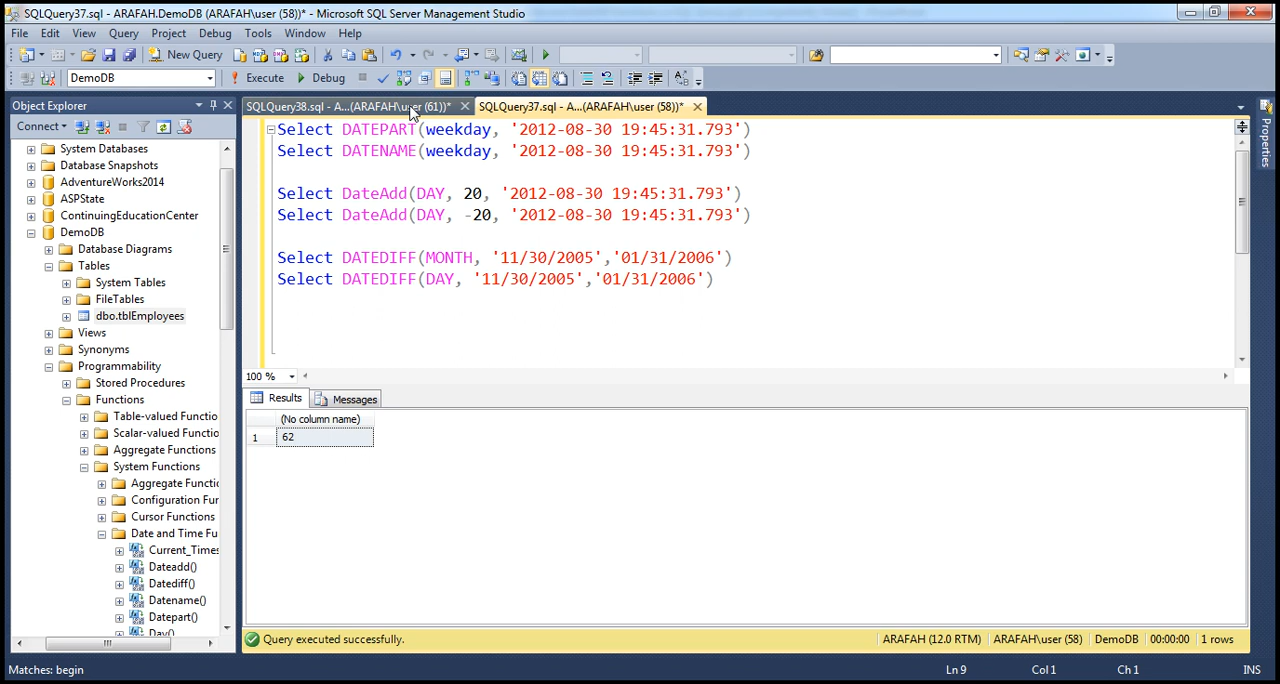 SQLQuery37.sql - ARAFAH.DemoDB (ARAFAH\user (58))* - Microsoft SQL Server Management Studio
File Edit View Query Project Debug Tools Window Help
New Query
DemoDB Execute Debug
Object Explorer
Connect
System Databases
Database Snapshots
AdventureWorks2014
ASPState
ContinuingEducationCenter
DemoDB
Database Diagrams
Tables
System Tables
FileTables
dbo.tblEmployees
Views
Synonyms
Programmability
Stored Procedures
Functions
Table-valued Functio
Scalar-valued Functio
Aggregate Functio
System Functions
Aggregate Functio
Configuration Fur
Cursor Functions
Date and Time Fu
Current_Times
Dateadd()
Datediff()
Datename()
Datepart()
Day()
SQLQuery38.sql - A...(ARAFAH\user (61))* SQLQuery37.sql - A...(ARAFAH\user (58))*
Select DATEPART(weekday, '2012-08-30 19:45:31.793')
Select DATENAME(weekday, '2012-08-30 19:45:31.793')
Select DateAdd(DAY, 20, '2012-08-30 19:45:31.793')
Select DateAdd(DAY, -20, '2012-08-30 19:45:31.793')
Select DATEDIFF(MONTH, '11/30/2005','01/31/2006')
Select DATEDIFF(DAY, '11/30/2005','01/31/2006')
100 %
Results Messages
(No column name)
1 62
Query executed successfully. ARAFAH (12.0 RTM) ARAFAH\user (58) DemoDB 00:00:00 1 rows
Properties
Matches: begin Ln 9 Col 1 Ch 1 INS